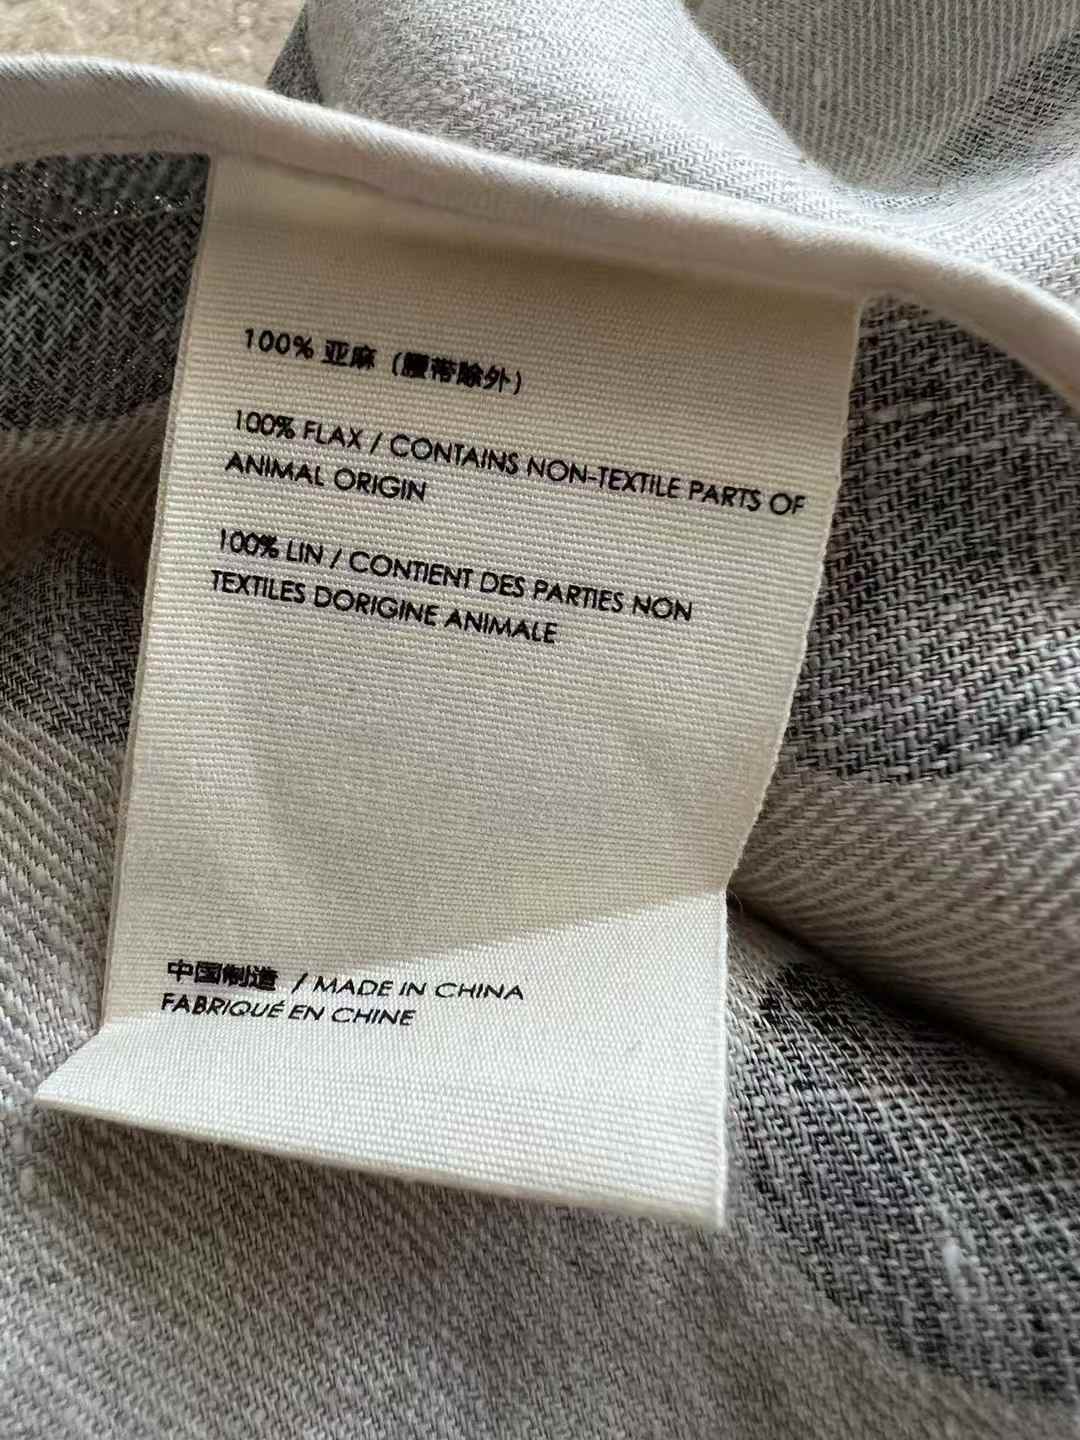 100% 亚麻 (腰带除外)
100% FLAX / CONTAINS NON-TEXTILE PARTS OF
ANIMAL ORIGIN
100% LIN / CONTIENT DES PARTIES NON
TEXTILES DORIGINE ANIMALE
中国制造 / MADE IN CHINA
FABRIQUÉ EN CHINE